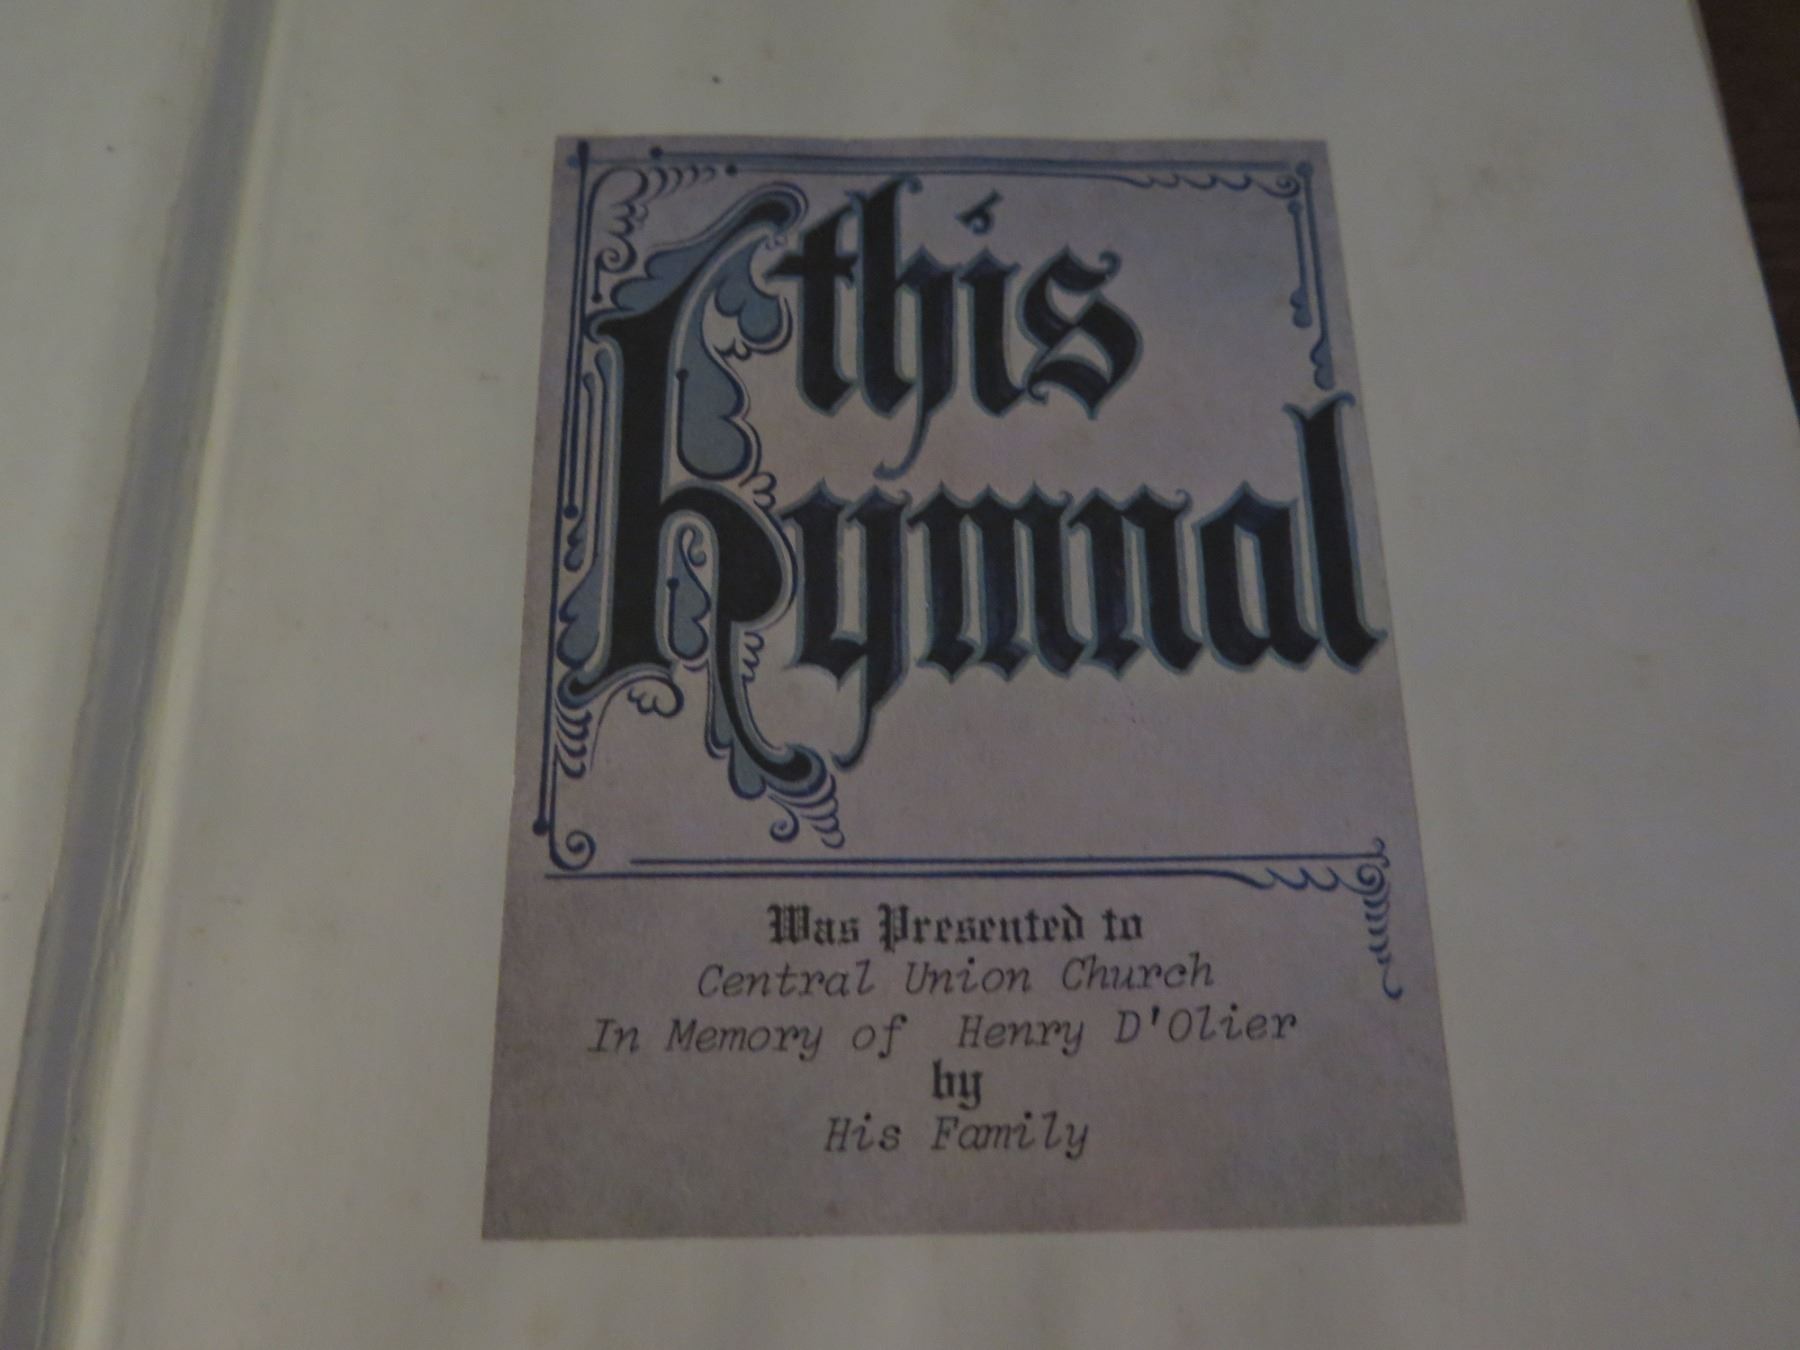 this
hymnal
Was Presented to
Central Union Church
In Memory of Henry D'Olier
by
His Family